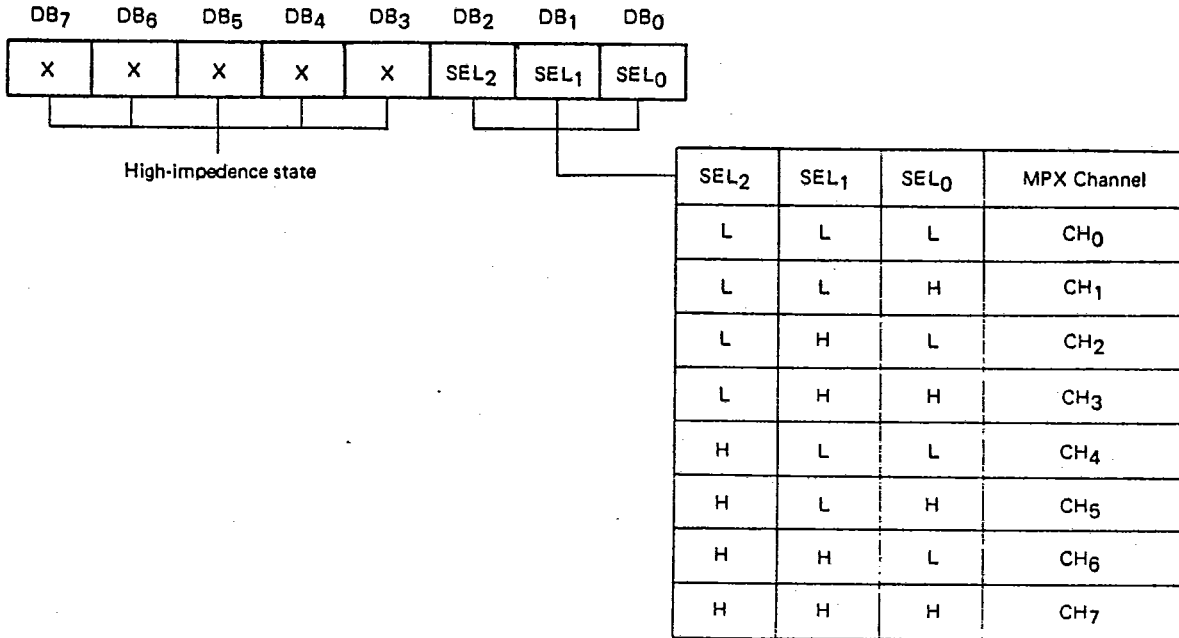 DB7 DB6 DB5 DB4 DB3 DB2 DB1 DB0
X X X X X SEL2 SEL1 SEL0
High-impedence state
SEL2 SEL1 SEL0 MPX Channel
L L L CH0
L L H CH1
L H L CH2
L H H CH3
H L L CH4
H L H CH5
H H L CH6
H H H CH7